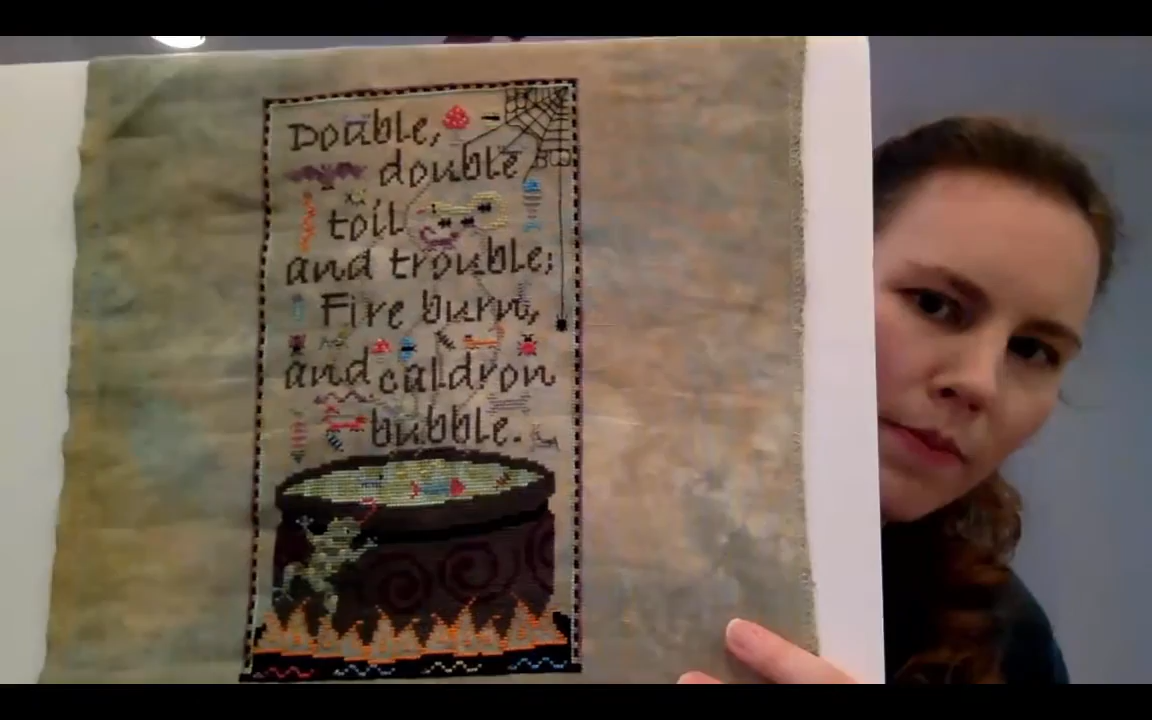 Double,
double
toil
and trouble;
Fire burn,
and caldron
bubble.